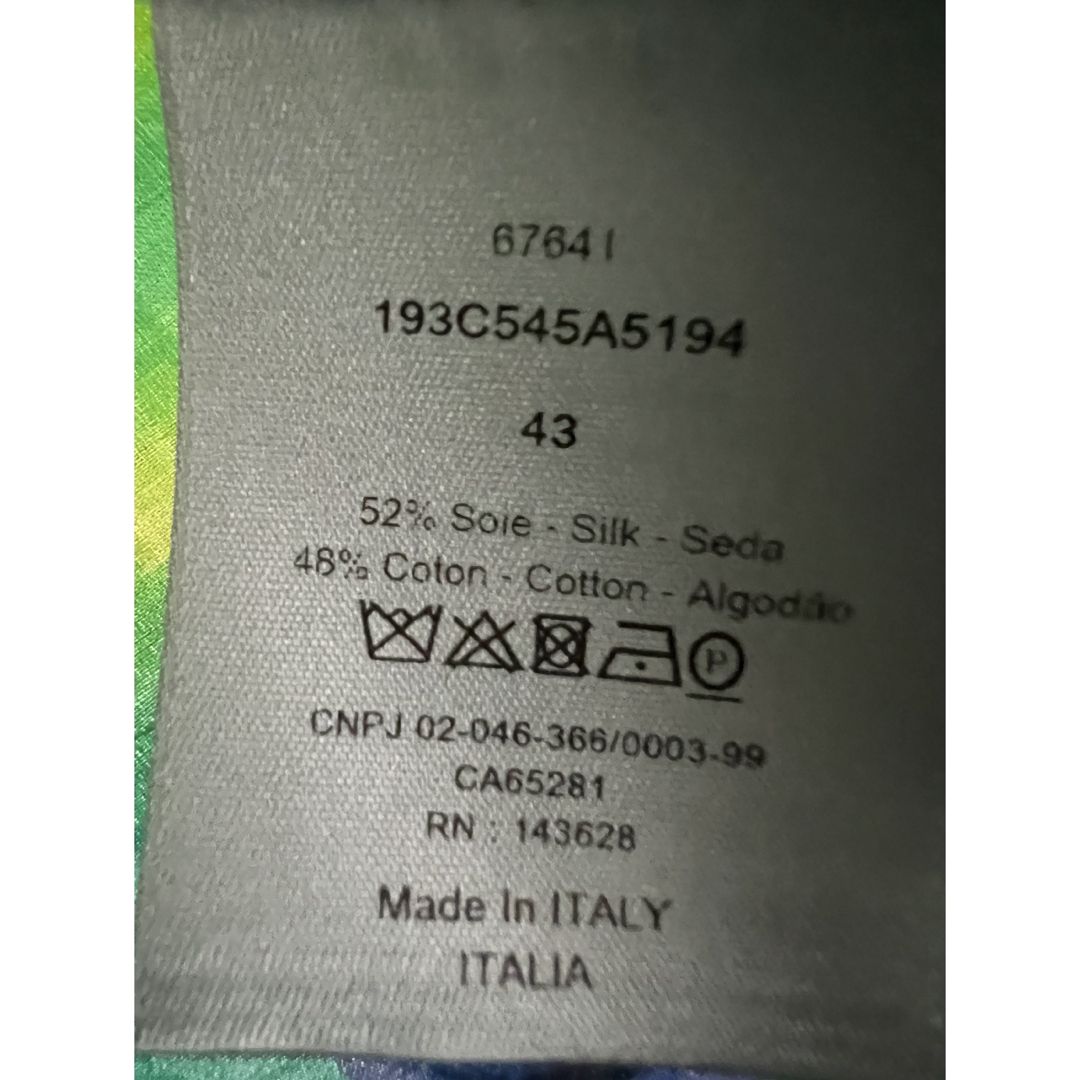 6764 I
193C545A5194
43
52% Soie - Silk - Seda
48% Coton - Cotton - Algodão
P
CNPJ 02-046-366/0003-99
CA65281
RN : 143628
Made In ITALY
ITALIA